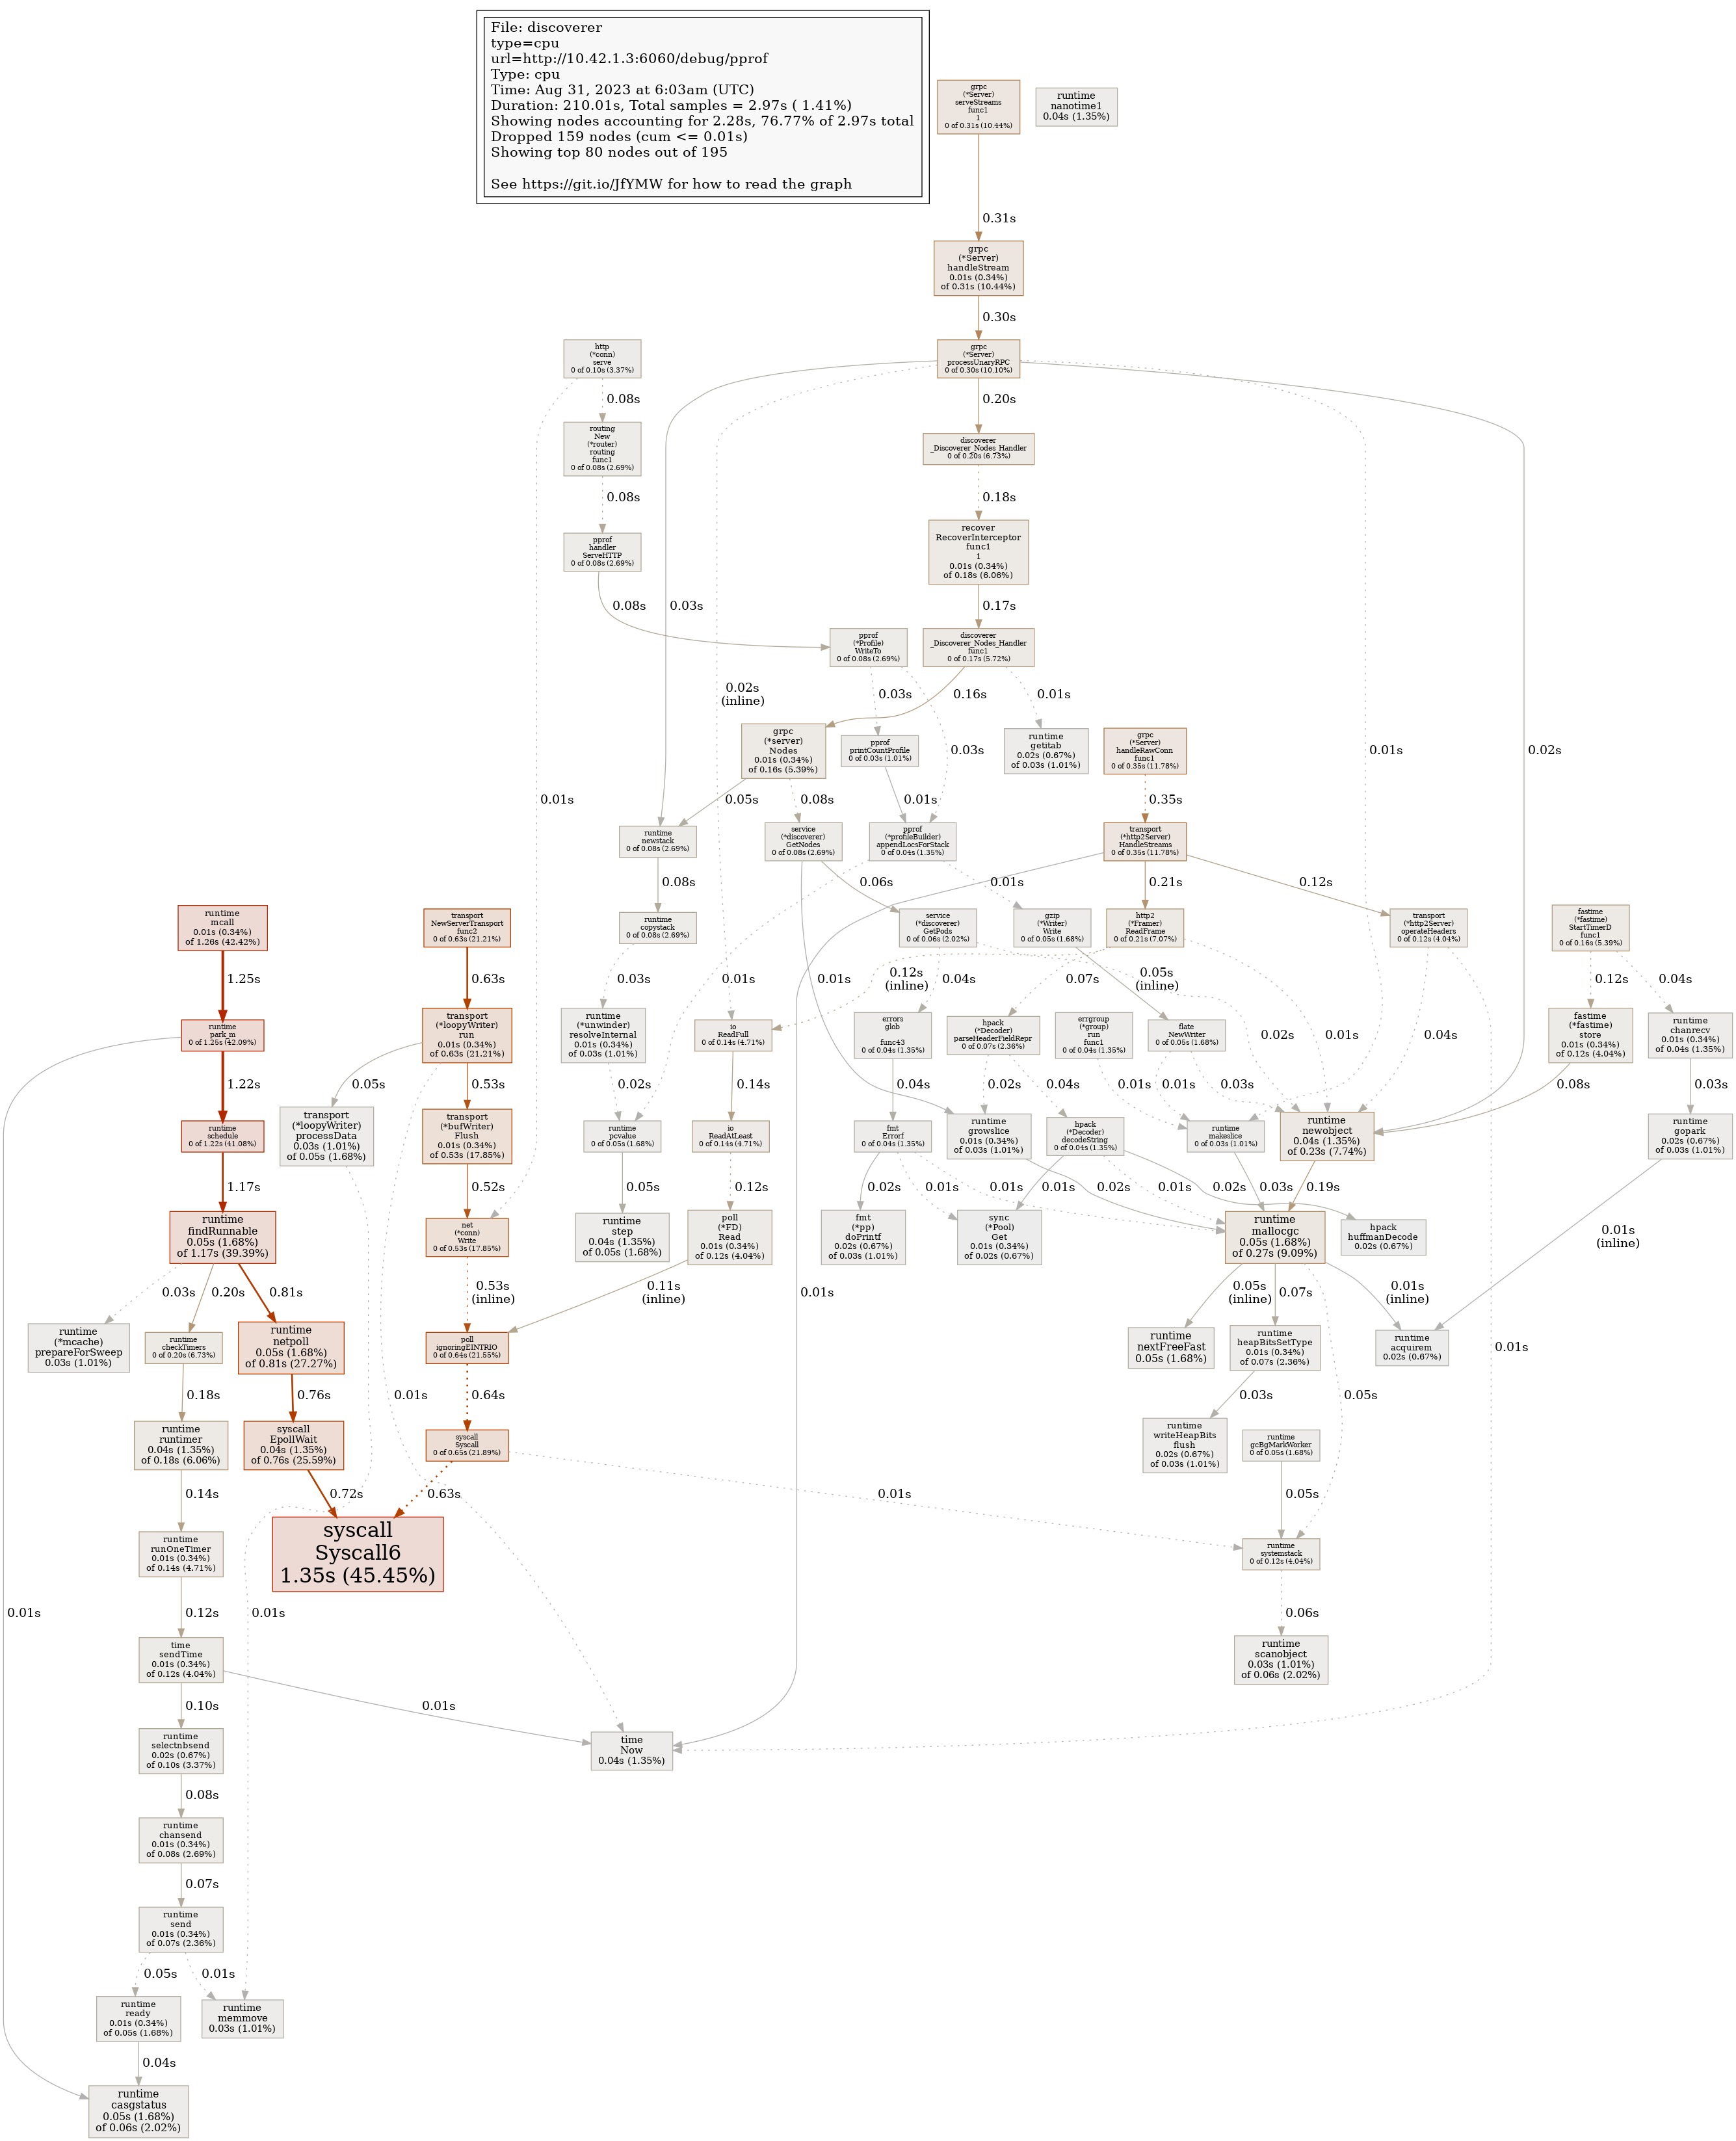 File: discoverer
type=cpu
url=http://10.42.1.3:6060/debug/pprof
Type: cpu
Time: Aug 31, 2023 at 6:03am (UTC)
Duration: 210.01s, Total samples = 2.97s ( 1.41%)
Showing nodes accounting for 2.28s, 76.77% of 2.97s total
Dropped 159 nodes (cum <= 0.01s)
Showing top 80 nodes out of 195
See https://git.io/JfYMW for how to read the graph
grpc
(*Server)
serveStreams
func1
1
0 of 0.31s (10.44%)
runtime
nanotime1
0.04s (1.35%)
0.31s
grpc
(*Server)
handleStream
0.01s (0.34%)
of 0.31s (10.44%)
0.30s
http
(*conn)
serve
0 of 0.10s (3.37%)
grpc
(*Server)
processUnaryRPC
0 of 0.30s (10.10%)
0.08s
0.20s
routing
New
(*router)
routing
func1
0 of 0.08s (2.69%)
discoverer
_Discoverer_Nodes_Handler
0 of 0.20s (6.73%)
0.08s
0.18s
pprof
handler
ServeHTTP
0 of 0.08s (2.69%)
recover
RecoverInterceptor
func1
1
0.01s (0.34%)
of 0.18s (6.06%)
0.08s
0.03s
0.17s
pprof
(*Profile)
WriteTo
0 of 0.08s (2.69%)
discoverer
_Discoverer_Nodes_Handler
func1
0 of 0.17s (5.72%)
0.02s
(inline)
0.03s
0.16s
0.01s
grpc
(*server)
Nodes
0.01s (0.34%)
of 0.16s (5.39%)
pprof
printCountProfile
0 of 0.03s (1.01%)
0.03s
runtime
getitab
0.02s (0.67%)
of 0.03s (1.01%)
grpc
(*Server)
handleRawConn
func1
0 of 0.35s (11.78%)
0.01s
0.02s
0.01s
0.05s
0.08s
0.01s
0.35s
runtime
newstack
0 of 0.08s (2.69%)
service
(*discoverer)
GetNodes
0 of 0.08s (2.69%)
pprof
(*profileBuilder)
appendLocsForStack
0 of 0.04s (1.35%)
transport
(*http2Server)
HandleStreams
0 of 0.35s (11.78%)
0.08s
0.06s
0.01s
0.21s
0.12s
runtime
mcall
0.01s (0.34%)
of 1.26s (42.42%)
transport
NewServerTransport
func2
0 of 0.63s (21.21%)
runtime
copystack
0 of 0.08s (2.69%)
service
(*discoverer)
GetPods
0 of 0.06s (2.02%)
gzip
(*Writer)
Write
0 of 0.05s (1.68%)
http2
(*Framer)
ReadFrame
0 of 0.21s (7.07%)
transport
(*http2Server)
operateHeaders
0 of 0.12s (4.04%)
fastime
(*fastime)
StartTimerD
func1
0 of 0.16s (5.39%)
1.25s
0.63s
0.03s
0.01s
0.01s
0.12s
(inline)
0.04s
0.07s
0.05s
(inline)
0.12s
0.04s
runtime
park_m
0 of 1.25s (42.09%)
transport
(*loopyWriter)
run
0.01s (0.34%)
of 0.63s (21.21%)
runtime
(*unwinder)
resolveInternal
0.01s (0.34%)
of 0.03s (1.01%)
io
ReadFull
0 of 0.14s (4.71%)
errors
glob

func43
0 of 0.04s (1.35%)
hpack
(*Decoder)
parseHeaderFieldRepr
0 of 0.07s (2.36%)
errgroup
(*group)
run
func1
0 of 0.04s (1.35%)
flate
NewWriter
0 of 0.05s (1.68%)
0.02s
0.01s
0.04s
fastime
(*fastime)
store
0.01s (0.34%)
of 0.12s (4.04%)
runtime
chanrecv
0.01s (0.34%)
of 0.04s (1.35%)
1.22s
0.05s
0.53s
0.02s
0.14s
0.04s
0.02s
0.04s
0.01s
0.01s
0.03s
0.08s
0.03s
runtime
schedule
0 of 1.22s (41.08%)
transport
(*loopyWriter)
processData
0.03s (1.01%)
of 0.05s (1.68%)
transport
(*bufWriter)
Flush
0.01s (0.34%)
of 0.53s (17.85%)
runtime
pcvalue
0 of 0.05s (1.68%)
io
ReadAtLeast
0 of 0.14s (4.71%)
fmt
Errorf
0 of 0.04s (1.35%)
runtime
growslice
0.01s (0.34%)
of 0.03s (1.01%)
hpack
(*Decoder)
decodeString
0 of 0.04s (1.35%)
runtime
makeslice
0 of 0.03s (1.01%)
runtime
newobject
0.04s (1.35%)
of 0.23s (7.74%)
runtime
gopark
0.02s (0.67%)
of 0.03s (1.01%)
1.17s
0.52s
0.05s
0.12s
0.02s
0.01s
0.01s
0.01s
0.02s
0.01s
0.02s
0.03s
0.19s
runtime
findRunnable
0.05s (1.68%)
of 1.17s (39.39%)
net
(*conn)
Write
0 of 0.53s (17.85%)
runtime
step
0.04s (1.35%)
of 0.05s (1.68%)
poll
(*FD)
Read
0.01s (0.34%)
of 0.12s (4.04%)
fmt
(*pp)
doPrintf
0.02s (0.67%)
of 0.03s (1.01%)
sync
(*Pool)
Get
0.01s (0.34%)
of 0.02s (0.67%)
runtime
mallocgc
0.05s (1.68%)
of 0.27s (9.09%)
hpack
huffmanDecode
0.02s (0.67%)
0.01s
(inline)
0.03s
0.20s
0.81s
0.53s
(inline)
0.11s
(inline)
0.01s
0.05s
(inline)
0.07s
0.01s
(inline)
runtime
(*mcache)
prepareForSweep
0.03s (1.01%)
runtime
checkTimers
0 of 0.20s (6.73%)
runtime
netpoll
0.05s (1.68%)
of 0.81s (27.27%)
poll
ignoringEINTRIO
0 of 0.64s (21.55%)
runtime
nextFreeFast
0.05s (1.68%)
runtime
heapBitsSetType
0.01s (0.34%)
of 0.07s (2.36%)
runtime
acquirem
0.02s (0.67%)
0.01s
0.18s
0.76s
0.01s
0.64s
0.03s
0.05s
runtime
runtimer
0.04s (1.35%)
of 0.18s (6.06%)
syscall
EpollWait
0.04s (1.35%)
of 0.76s (25.59%)
syscall
Syscall
0 of 0.65s (21.89%)
runtime
writeHeapBits
flush
0.02s (0.67%)
of 0.03s (1.01%)
runtime
gcBgMarkWorker
0 of 0.05s (1.68%)
0.14s
0.72s
0.63s
0.01s
0.05s
runtime
runOneTimer
0.01s (0.34%)
of 0.14s (4.71%)
syscall
Syscall6
1.35s (45.45%)
runtime
systemstack
0 of 0.12s (4.04%)
0.01s
0.12s
0.01s
0.06s
time
sendTime
0.01s (0.34%)
of 0.12s (4.04%)
runtime
scanobject
0.03s (1.01%)
of 0.06s (2.02%)
0.10s
0.01s
runtime
selectnbsend
0.02s (0.67%)
of 0.10s (3.37%)
time
Now
0.04s (1.35%)
0.08s
runtime
chansend
0.01s (0.34%)
of 0.08s (2.69%)
0.07s
runtime
send
0.01s (0.34%)
of 0.07s (2.36%)
0.05s
0.01s
runtime
ready
0.01s (0.34%)
of 0.05s (1.68%)
runtime
memmove
0.03s (1.01%)
0.04s
runtime
casgstatus
0.05s (1.68%)
of 0.06s (2.02%)